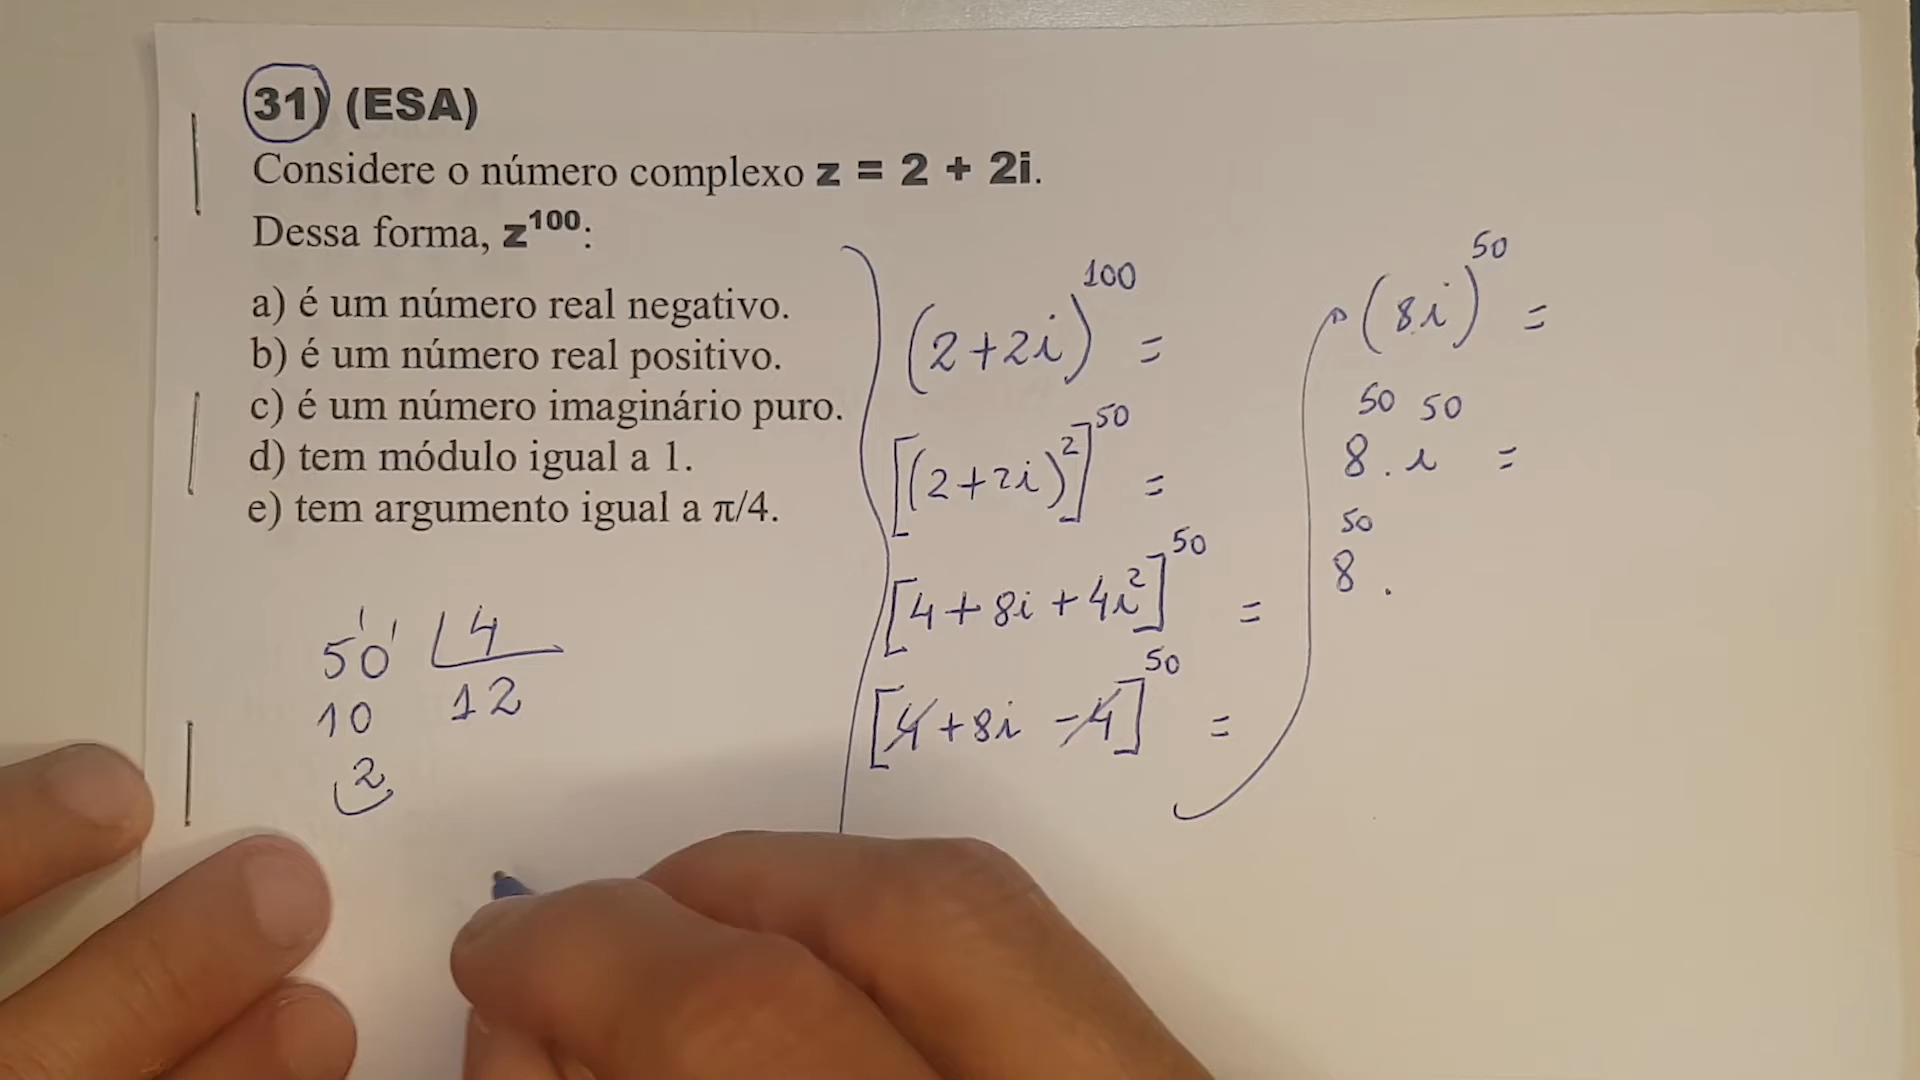 31) (ESA)
Considere o número complexo z = 2 + 2i.
Dessa forma, z¹⁰⁰:
a) é um número real negativo.
b) é um número real positivo.
c) é um número imaginário puro.
d) tem módulo igual a 1.
e) tem argumento igual a π/4.
50 4
10 12
2
(2+2i)¹⁰⁰ =
[(2+2i)²]⁵⁰ =
[4+8i+4i²]⁵⁰ =
[4+8i-4]⁵⁰ =
(8i)⁵⁰ =
8⁵⁰.i⁵⁰ =
8⁵⁰.